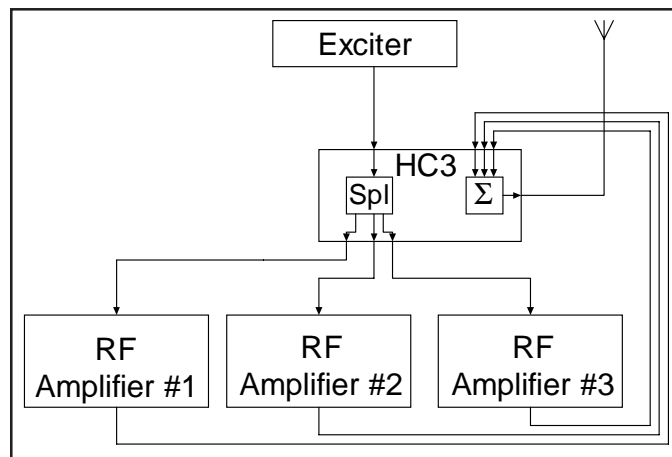 Exciter
HC3
Spl
Σ
RF
Amplifier #1
RF
Amplifier #2
RF
Amplifier #3